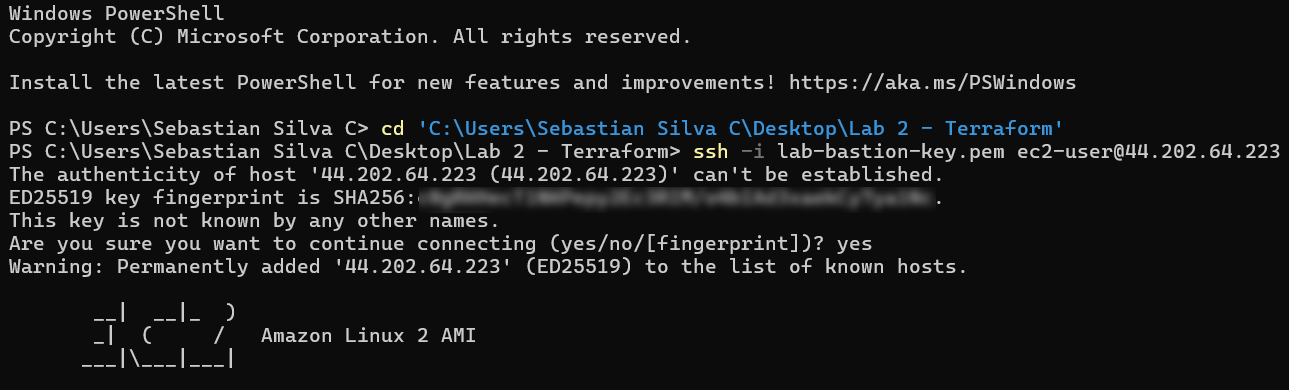 Windows PowerShell
Copyright (C) Microsoft Corporation. All rights reserved.
Install the latest PowerShell for new features and improvements! https://aka.ms/PSWindows
PS C:\Users\Sebastian Silva C> cd 'C:\Users\Sebastian Silva C\Desktop\Lab 2 - Terraform'
PS C:\Users\Sebastian Silva C\Desktop\Lab 2 - Terraform> ssh -i lab-bastion-key.pem ec2-user@44.202.64.223
The authenticity of host '44.202.64.223 (44.202.64.223)' can't be established.
ED25519 key fingerprint is SHA256:
This key is not known by any other names.
Are you sure you want to continue connecting (yes/no/[fingerprint])? yes
Warning: Permanently added '44.202.64.223' (ED25519) to the list of known hosts.
       __|  __|_  )
       _|  (     /   Amazon Linux 2 AMI
      ___|\___|___|